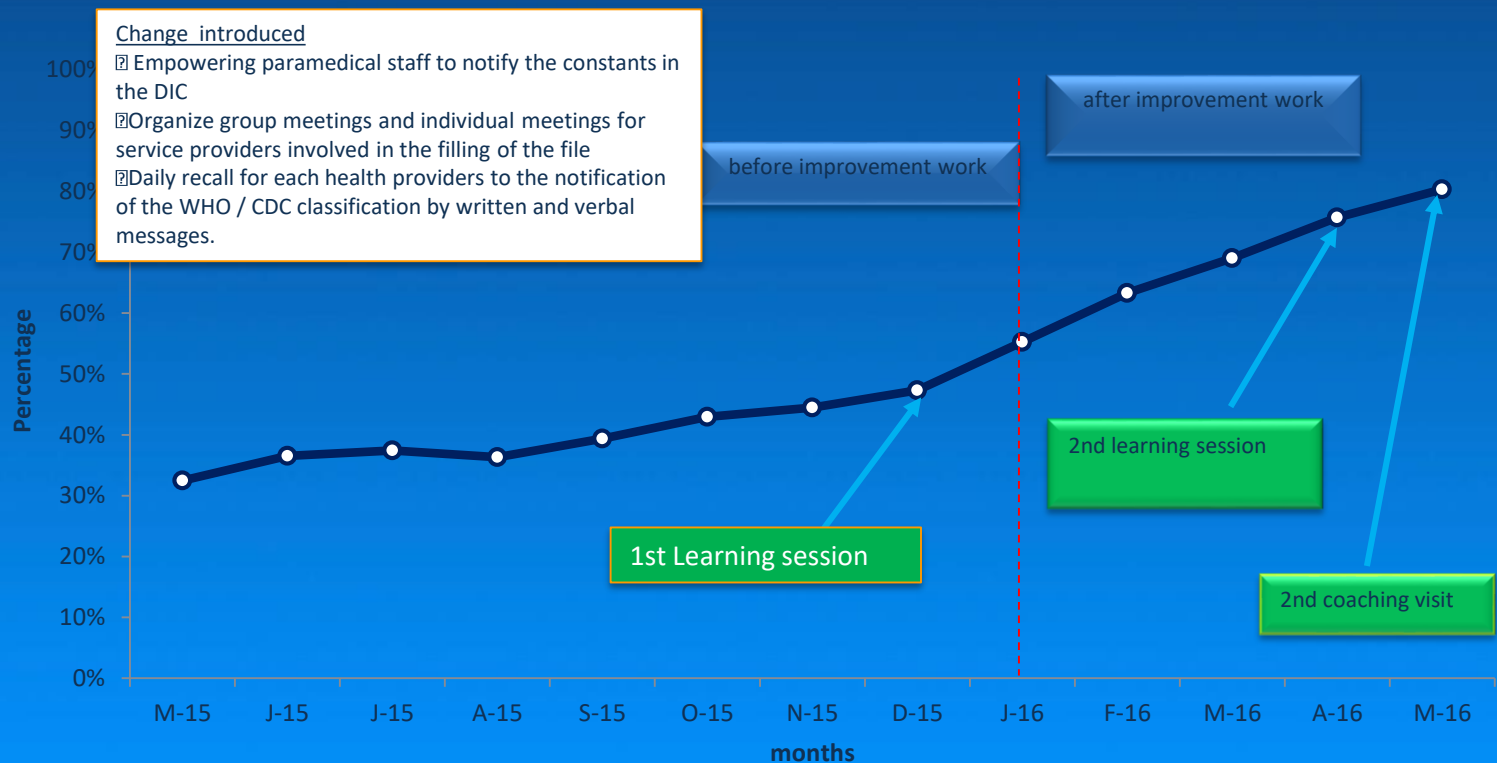 Change introduced
⍰ Empowering paramedical staff to notify the constants in
the DIC
⍰Organize group meetings and individual meetings for
service providers involved in the filling of the file
⍰Daily recall for each health providers to the notification
of the WHO / CDC classification by written and verbal
messages.
before improvement work
after improvement work
100%
90%
80%
70%
60%
50%
40%
30%
20%
10%
0%
Percentage
1st Learning session
2nd learning session
2nd coaching visit
M-15 J-15 J-15 A-15 S-15 O-15 N-15 D-15 J-16 F-16 M-16 A-16 M-16
months